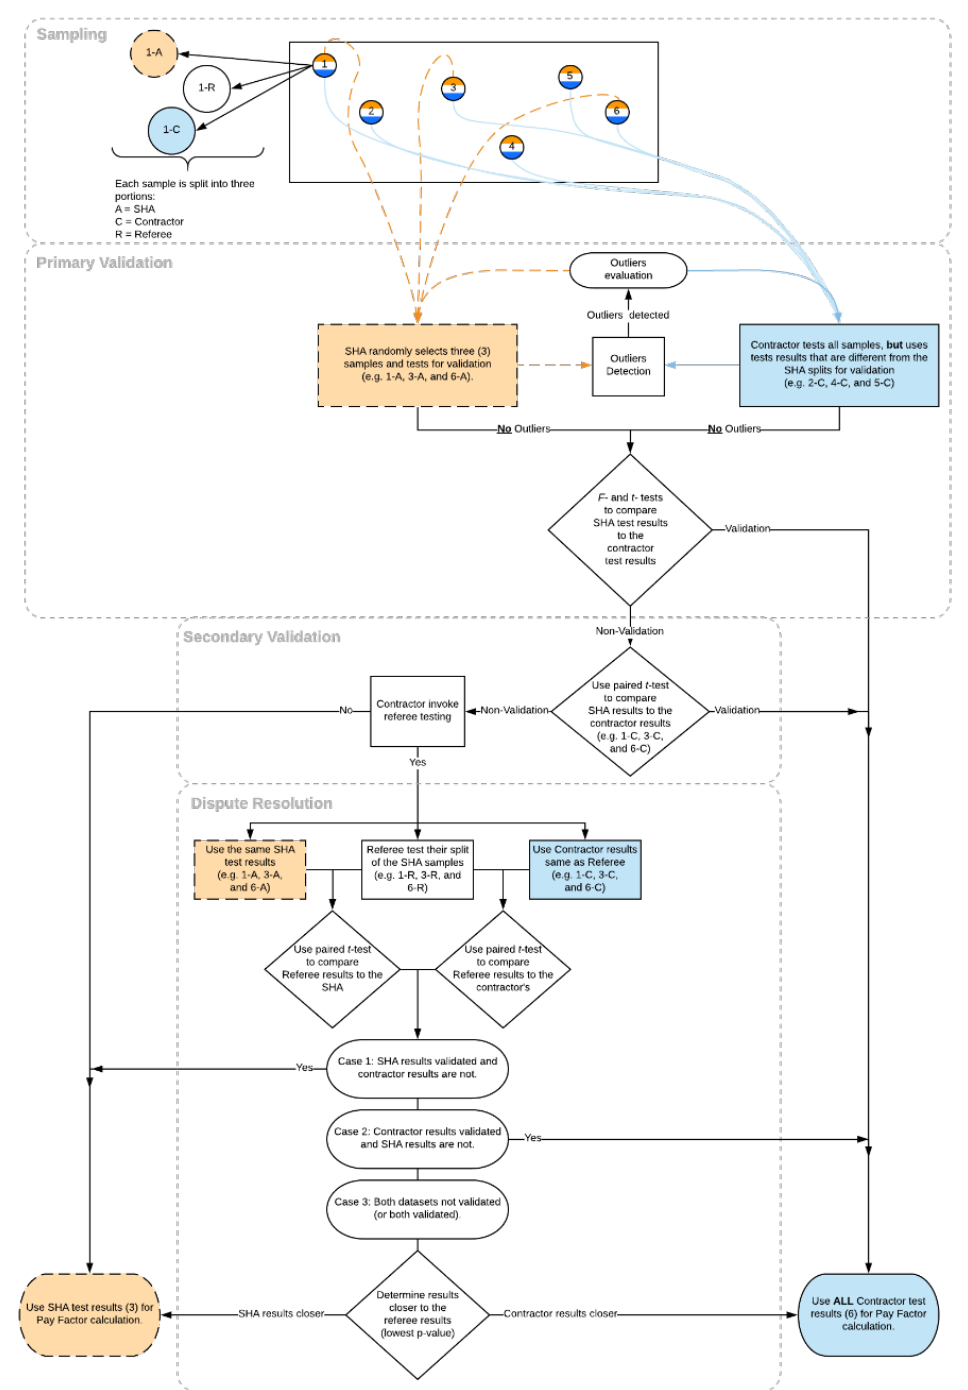 Sampling
1-A
1-R
1-C
1
2
3
4
5
6
Each sample is split into three
portions:
A = SHA
C = Contractor
R = Referee
Primary Validation
Outliers
evaluation
Outliers detected
SHA randomly selects three (3)
samples and tests for validation
(e.g. 1-A, 3-A, and 6-A).
Outliers
Detection
Contractor tests all samples, but uses
tests results that are different from the
SHA splits for validation
(e.g. 2-C, 4-C, and 5-C)
No Outliers
No Outliers
F- and t- tests
to compare
SHA test results
to the
contractor
test results
Validation
Non-Validation
Secondary Validation
Use paired t-test
to compare
SHA results to the
contractor results
(e.g. 1-C, 3-C,
and 6-C)
Validation
Non-Validation
Contractor invoke
referee testing
No
Yes
Dispute Resolution
Use the same SHA
test results
(e.g. 1-A, 3-A,
and 6-A)
Referee test their split
of the SHA samples
(e.g. 1-R, 3-R, and
6-R)
Use Contractor results
same as Referee
(e.g. 1-C, 3-C,
and 6-C)
Use paired t-test
to compare
Referee results to the
SHA
Use paired t-test
to compare
Referee results to the
contractor's
Case 1: SHA results validated and
contractor results are not.
Yes
Case 2: Contractor results validated
and SHA results are not.
Yes
Case 3: Both datasets not validated
(or both validated).
Determine results
closer to the
referee results
(lowest p-value)
SHA results closer
Contractor results closer
Use SHA test results (3) for
Pay Factor calculation.
Use ALL Contractor test
results (6) for Pay Factor
calculation.